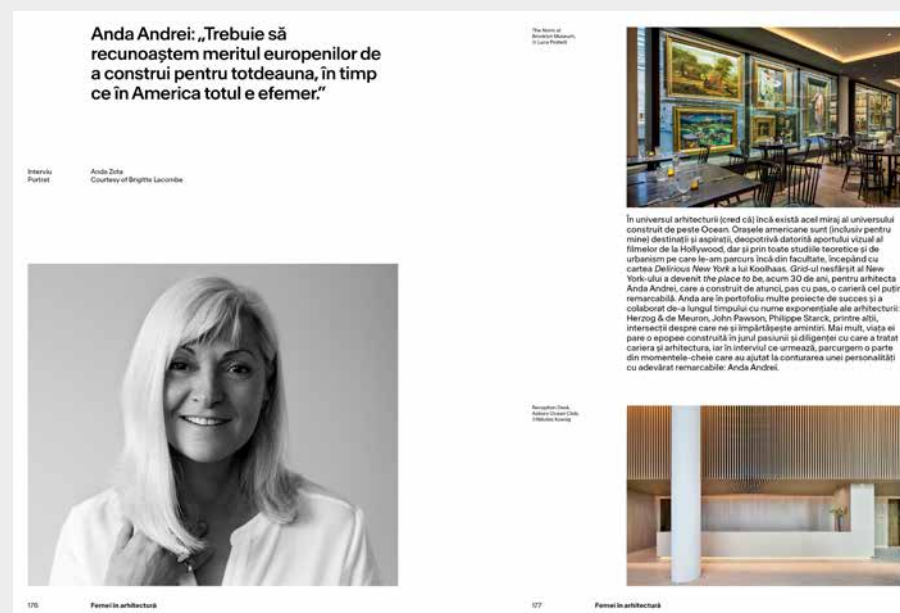 Anda Andrei: „Trebuie să
recunoaștem meritul europenilor de
a construi pentru totdeauna, în timp
ce în America totul e efemer.”
Interviu
Portret
Anda Zota
Courtesy of Brigitte Lacombe
176
Femei în arhitectură
The Norm at
Brooklyn Museum,
În universul arhitecturii (cred că) încă există acel miraj al universului
construit de peste Ocean. Orașele americane sunt (inclusiv pentru
mine) destinații și aspirații, deopotrivă datorită aportului vizual al
filmelor de la Hollywood, dar și prin toate studiile teoretice și de
urbanism pe care le-am parcurs încă din facultate, începând cu
cartea Delirious New York a lui Koolhaas. Grid-ul nesfârșit al New
York-ului a devenit the place to be, acum 30 de ani, pentru arhitecta
Anda Andrei, care a construit de atunci, pas cu pas, o carieră cel puțin
remarcabilă. Anda are în portofoliu multe proiecte de succes și a
colaborat de-a lungul timpului cu nume exponențiale ale arhitecturii:
Herzog & de Meuron, John Pawson, Philippe Starck, printre alții,
intersecții despre care ne și împărtășește amintiri. Mai mult, viața ei
pare o epopee construită în jurul pasiunii și diligenței cu care a tratat
cariera și arhitectura, iar în interviul ce urmează, parcurgem o parte
din momentele-cheie care au ajutat la conturarea unei personalități
cu adevărat remarcabile: Anda Andrei.
Reception Desk,
Asbury Ocean Club,
177
Femei în arhitectură